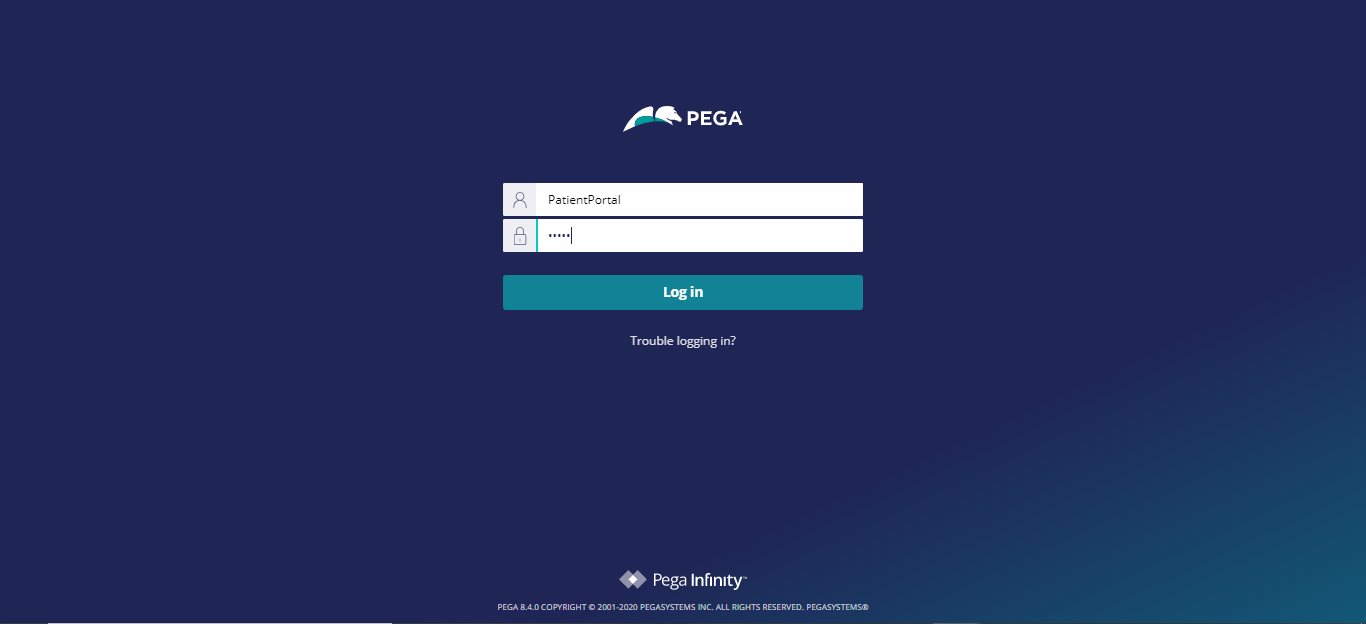 PEGA
PatientPortal
•••••
Log in
Trouble logging in?
Pega Infinity™
PEGA 8.4.0 COPYRIGHT © 2001-2020 PEGASYSTEMS INC. ALL RIGHTS RESERVED. PEGASYSTEMS®